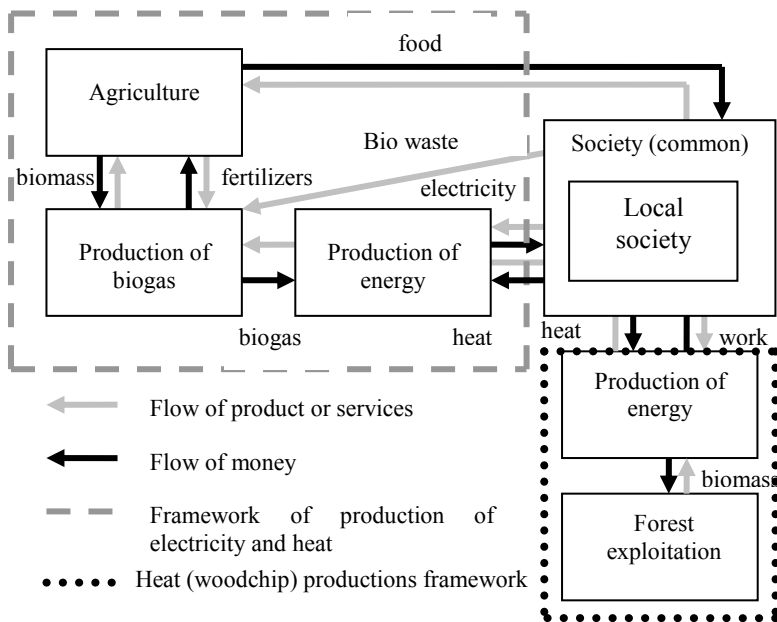 food
Agriculture
Bio waste
Society (common)
biomass
fertilizers
electricity
Local
society
Production of
biogas
Production of
energy
biogas
heat
heat
work
Production of
energy
biomass
Forest
exploitation
Flow of product or services
Flow of money
Framework of production of
electricity and heat
Heat (woodchip) productions framework